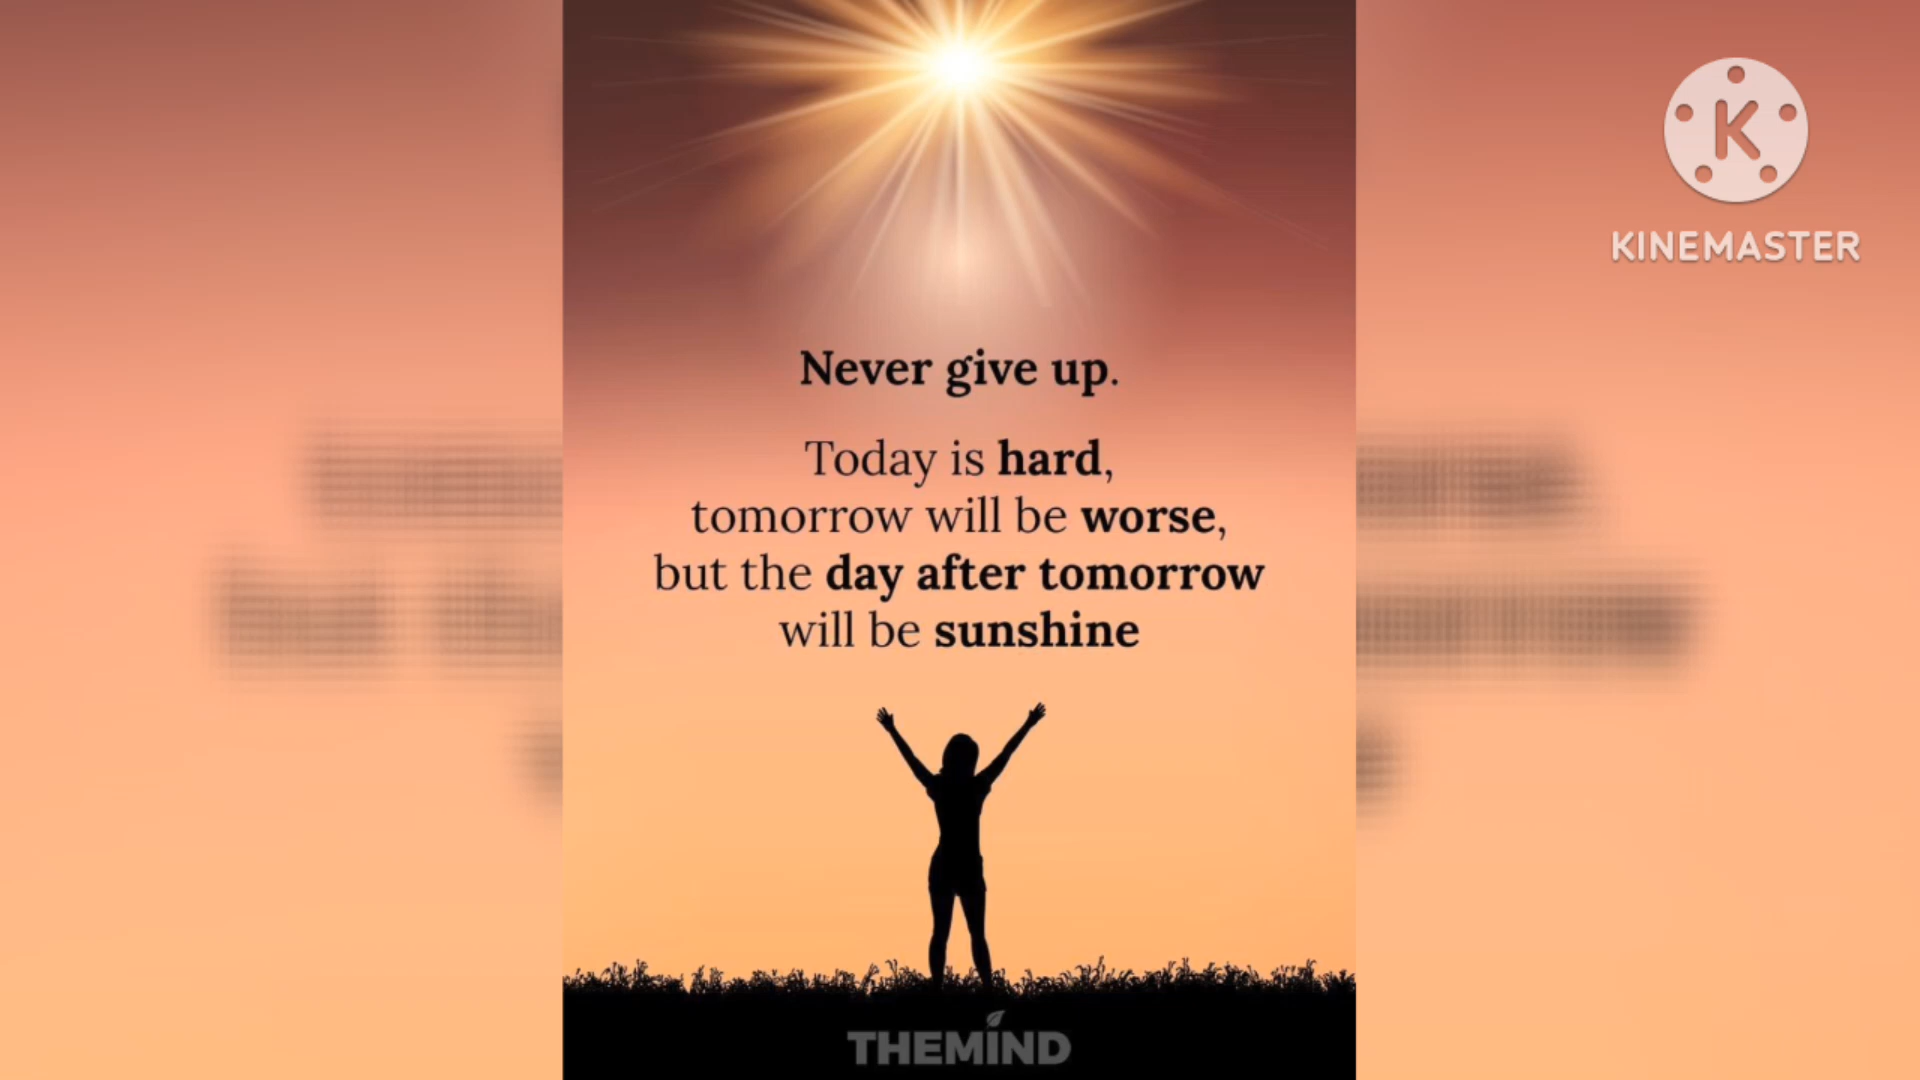 K
KINEMASTER
Never give up.
Today is hard,
tomorrow will be worse,
but the day after tomorrow
will be sunshine
THEMIND